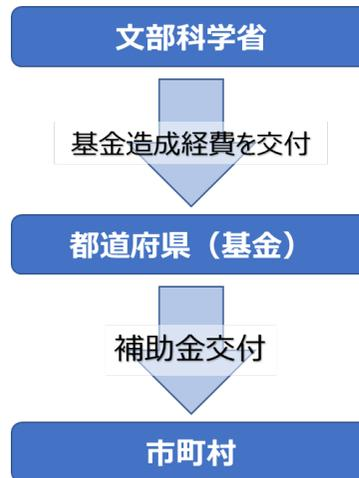 文部科学省
基金造成経費を交付
都道府県（基金）
補助金交付
市町村